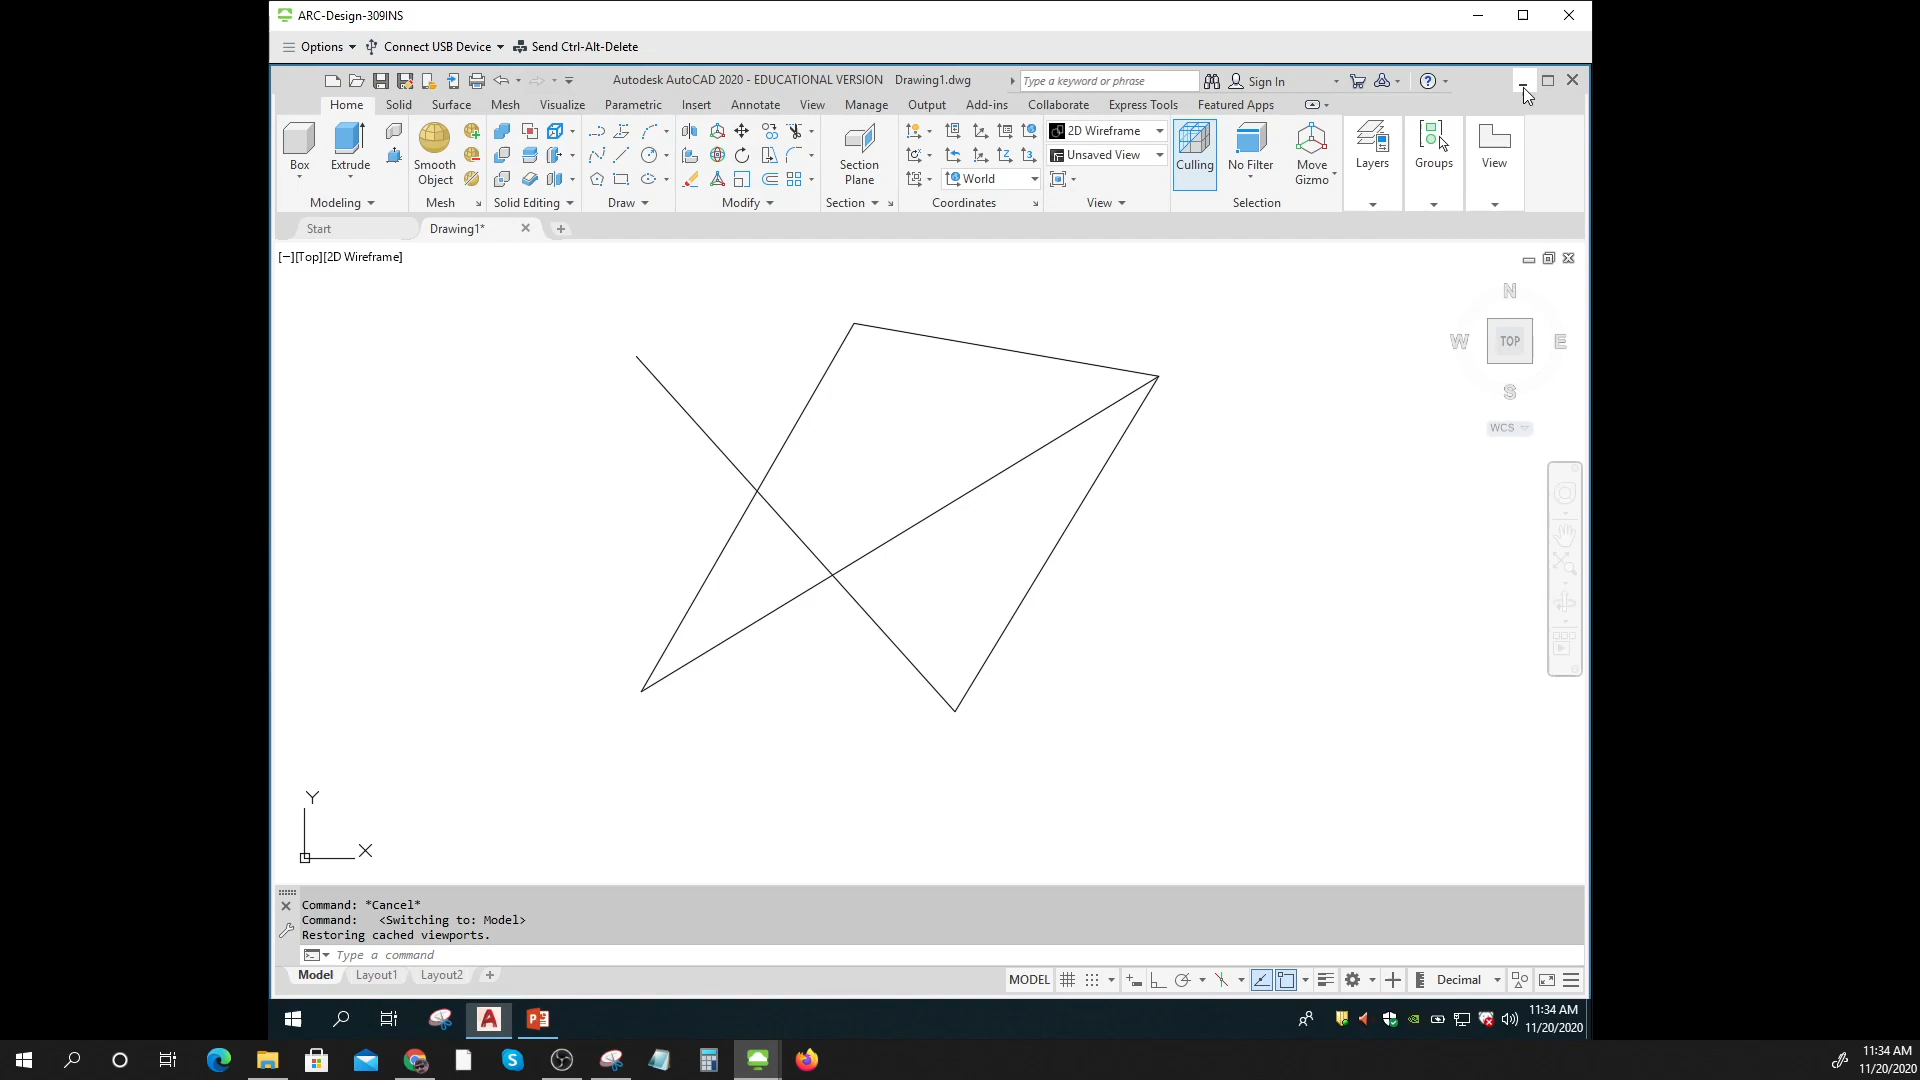 ARC-Design-309INS
Options Connect USB Device Send Ctrl-Alt-Delete
Autodesk AutoCAD 2020 - EDUCATIONAL VERSION Drawing1.dwg Type a keyword or phrase Sign In
Home Solid Surface Mesh Visualize Parametric Insert Annotate View Manage Output Add-ins Collaborate Express Tools Featured Apps
2D Wireframe
Unsaved View
Box Extrude Smooth Object Section Plane Culling No Filter Move Gizmo Layers Groups View
World
Modeling Mesh Solid Editing Draw Modify Section Coordinates View Selection
Start Drawing1*
[−][Top][2D Wireframe]
N
W TOP E
S
WCS
Y
X
Command: *Cancel*
Command: <Switching to: Model>
Restoring cached viewports.
Type a command
Model Layout1 Layout2 +
MODEL Decimal
11:34 AM
11/20/2020
11:34 AM
11/20/2020